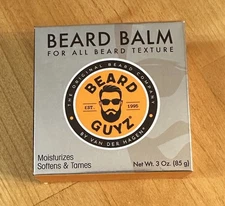 BEARD BALM
FOR ALL BEARD TEXTURE
THE ORIGINAL BEARD COMPANY
BEARD
EST.
1995
GUYZ
BY VAN DER HAGEN
Moisturizes
Softens & Tames
Net Wt. 3 Oz. (85 g)